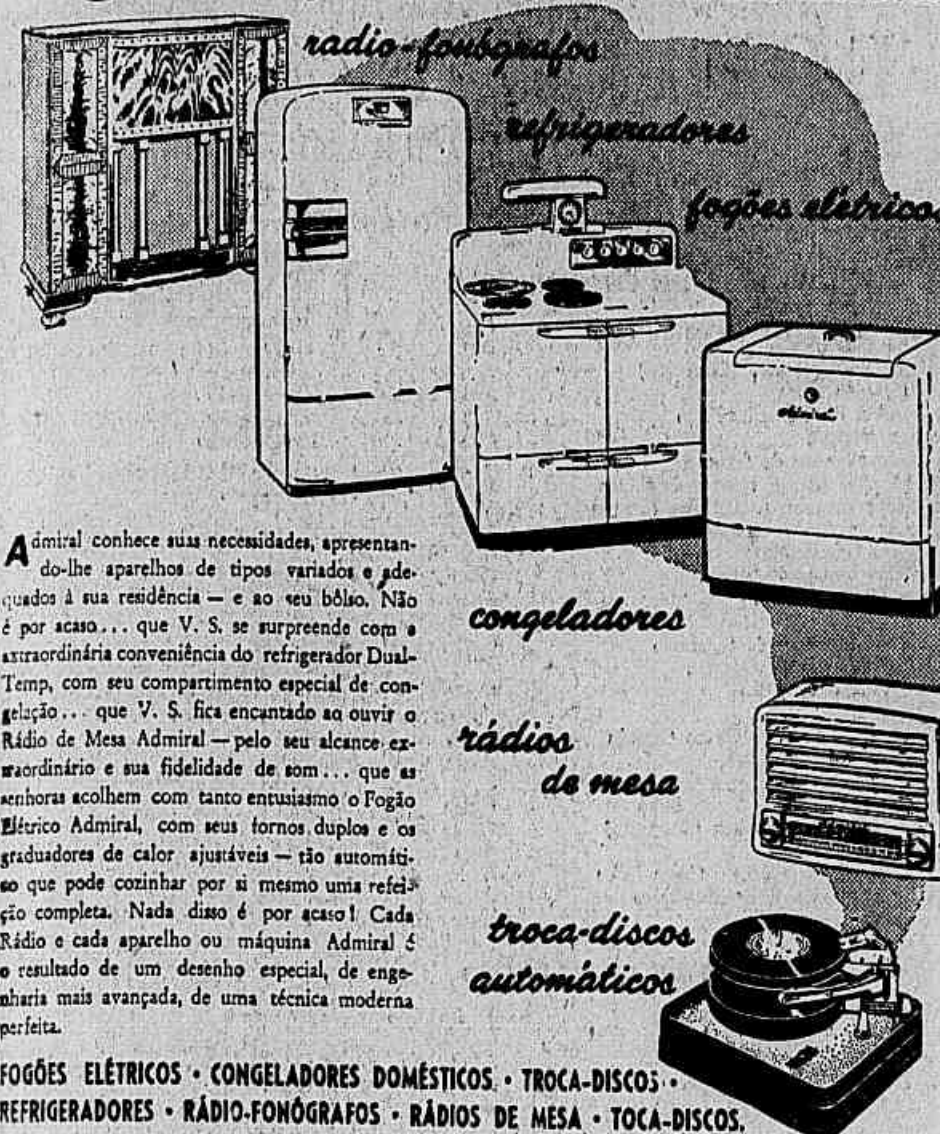 radio-fonógrafos
refrigeradores
fogões elétricos
Admiral
Admiral conhece suas necessidades, apresentan-
do-lhe aparelhos de tipos variados e ade-
quados à sua residência — e ao seu bôlso. Não
é por acaso... que V. S. se surpreende com a
extraordinária conveniência do refrigerador Dual-
Temp, com seu compartimento especial de con-
gelação... que V. S. fica encantado ao ouvir o
Rádio de Mesa Admiral — pelo seu alcance ex-
traordinário e sua fidelidade de som... que as
senhoras acolhem com tanto entusiasmo o Fogão
Elétrico Admiral, com seus fornos duplos e os
graduadores de calor ajustáveis — tão automáti-
co que pode cozinhar por si mesmo uma refei-
ção completa. Nada disso é por acaso! Cada
Rádio e cada aparelho ou máquina Admiral é
o resultado de um desenho especial, de enge-
nharia mais avançada, de uma técnica moderna
perfeita.
congeladores
rádios
de mesa
troca-discos
automáticos
FOGÕES ELÉTRICOS • CONGELADORES DOMÉSTICOS • TROCA-DISCOS •
REFRIGERADORES • RÁDIO-FONÓGRAFOS • RÁDIOS DE MESA • TOCA-DISCOS.